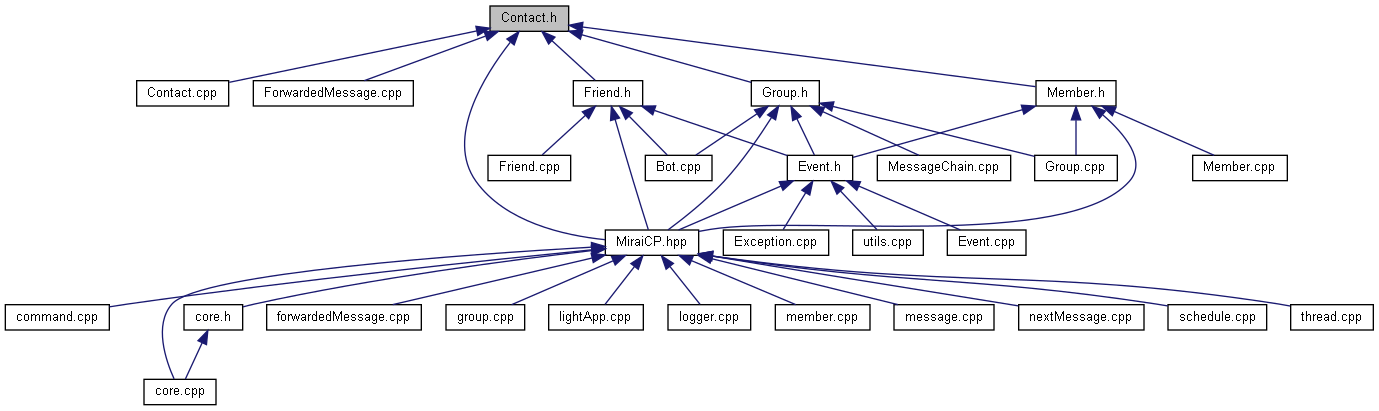 Contact.h
Contact.cpp
ForwardedMessage.cpp
Friend.h
Group.h
Member.h
Friend.cpp
Bot.cpp
Event.h
MessageChain.cpp
Group.cpp
Member.cpp
MiraiCP.hpp
Exception.cpp
utils.cpp
Event.cpp
command.cpp
core.h
forwardedMessage.cpp
group.cpp
lightApp.cpp
logger.cpp
member.cpp
message.cpp
nextMessage.cpp
schedule.cpp
thread.cpp
core.cpp